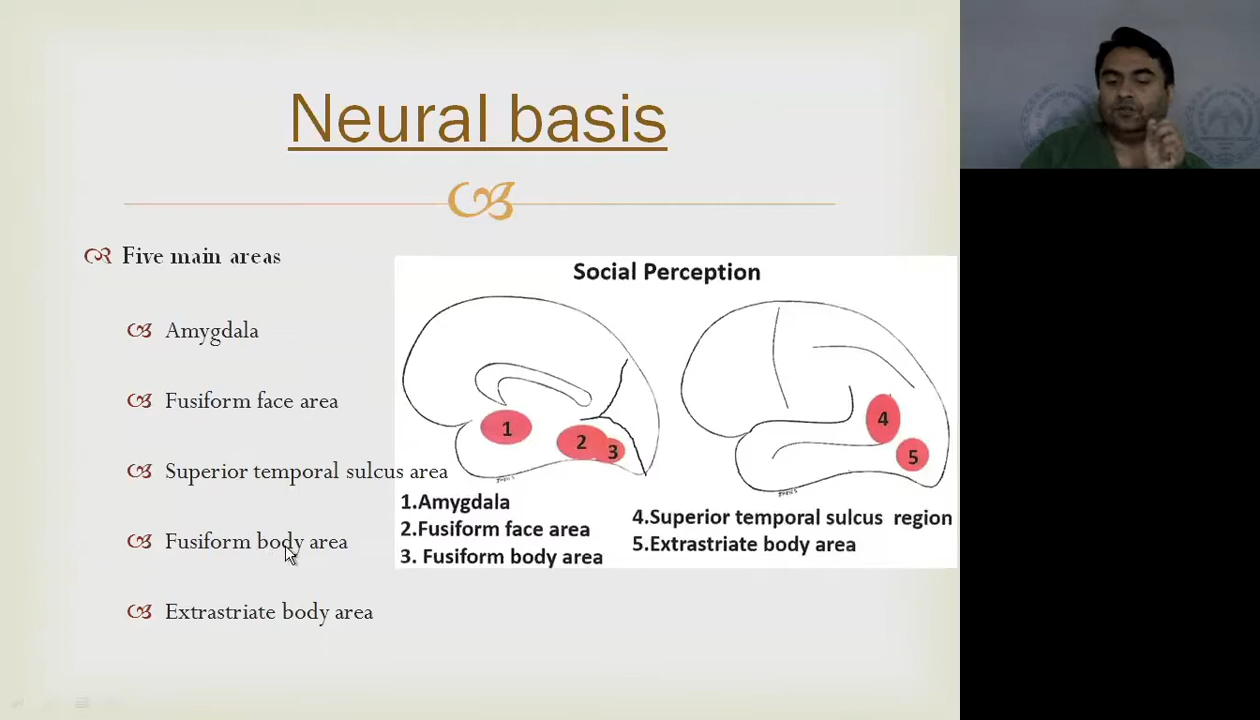 Neural basis
Five main areas
Amygdala
Fusiform face area
Superior temporal sulcus area
Fusiform body area
Extrastriate body area
Social Perception
1
2
3
4
5
1.Amygdala
2.Fusiform face area
3. Fusiform body area
4.Superior temporal sulcus region
5.Extrastriate body area